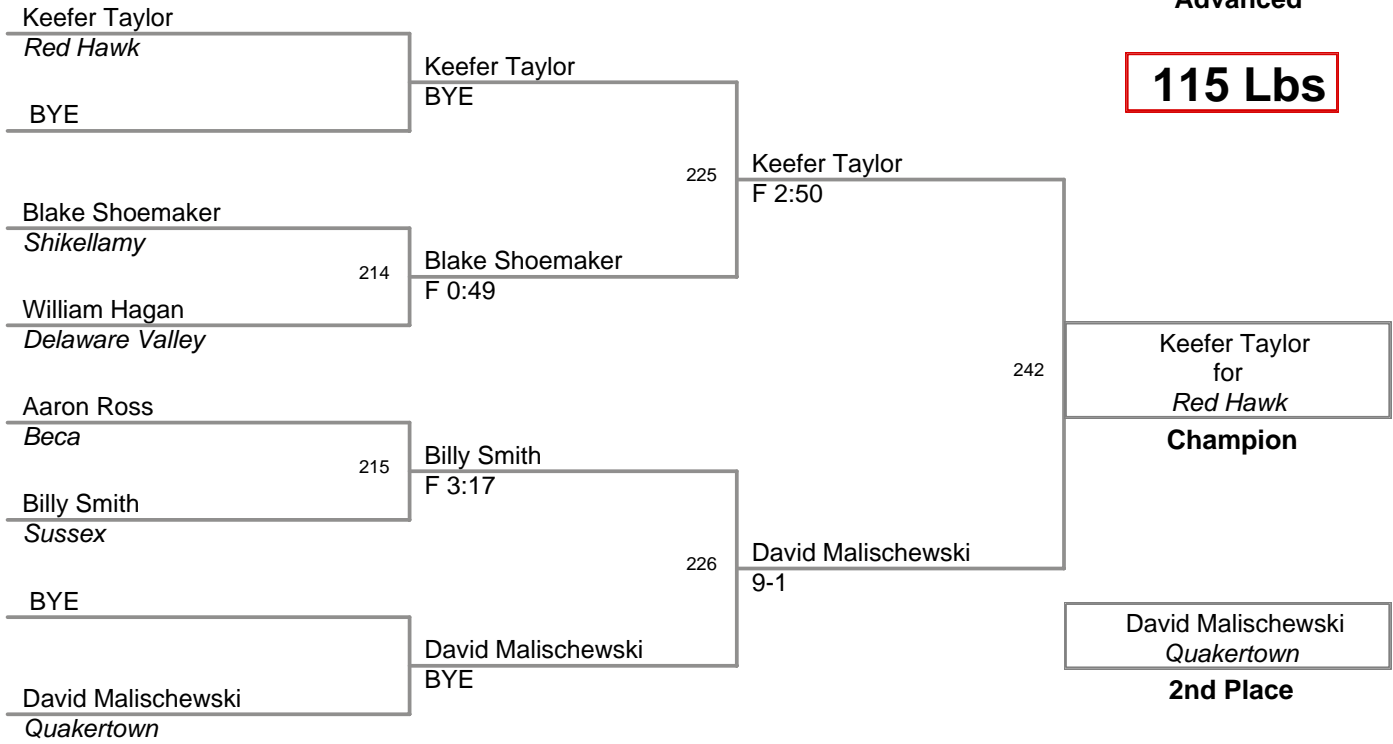 Advanced
115 Lbs
Keefer Taylor
Red Hawk
BYE
Blake Shoemaker
Shikellamy
William Hagan
Delaware Valley
Aaron Ross
Beca
Billy Smith
Sussex
BYE
David Malischewski
Quakertown
Keefer Taylor
BYE
214
Blake Shoemaker
F 0:49
215
Billy Smith
F 3:17
David Malischewski
BYE
225
Keefer Taylor
F 2:50
226
David Malischewski
9-1
242
Keefer Taylor
for
Red Hawk
Champion
David Malischewski
Quakertown
2nd Place